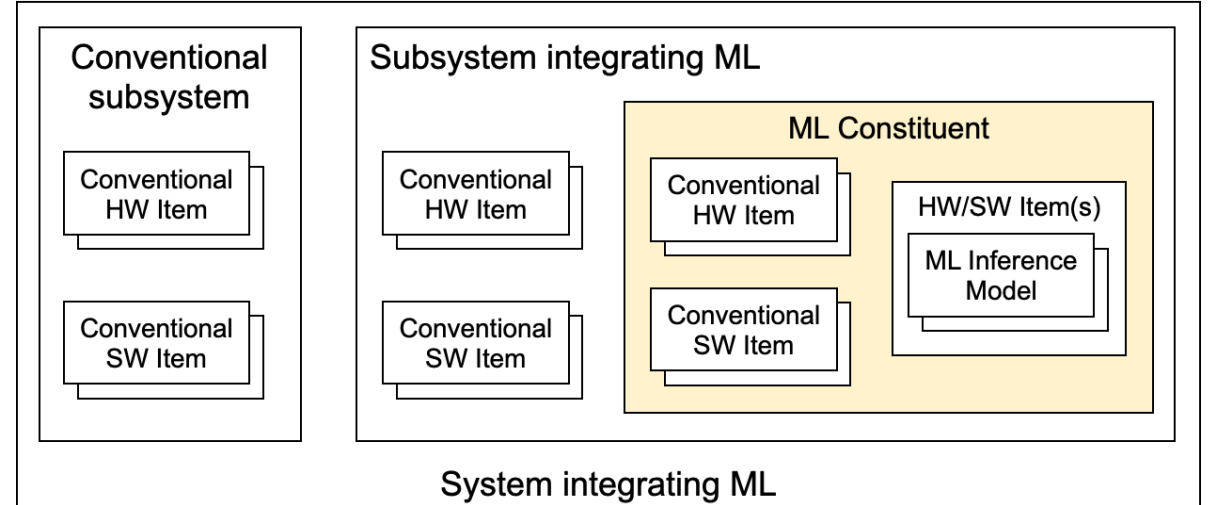 Conventional
subsystem
Conventional
HW Item
Conventional
SW Item
Subsystem integrating ML
Conventional
HW Item
Conventional
SW Item
ML Constituent
Conventional
HW Item
Conventional
SW Item
HW/SW Item(s)
ML Inference
Model
System integrating ML